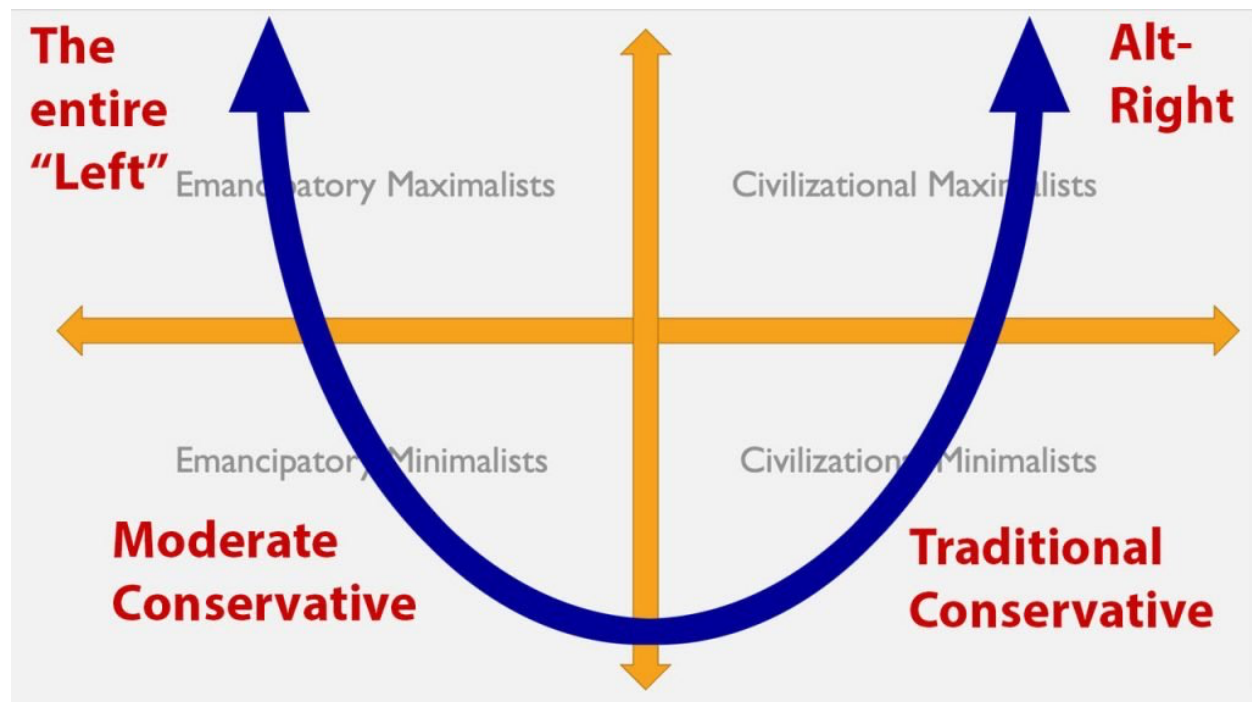 The
entire
“Left”
Alt-
Right
Emancipatory Maximalists
Civilizational Maximalists
Emancipatory Minimalists
Civilizational Minimalists
Moderate
Conservative
Traditional
Conservative